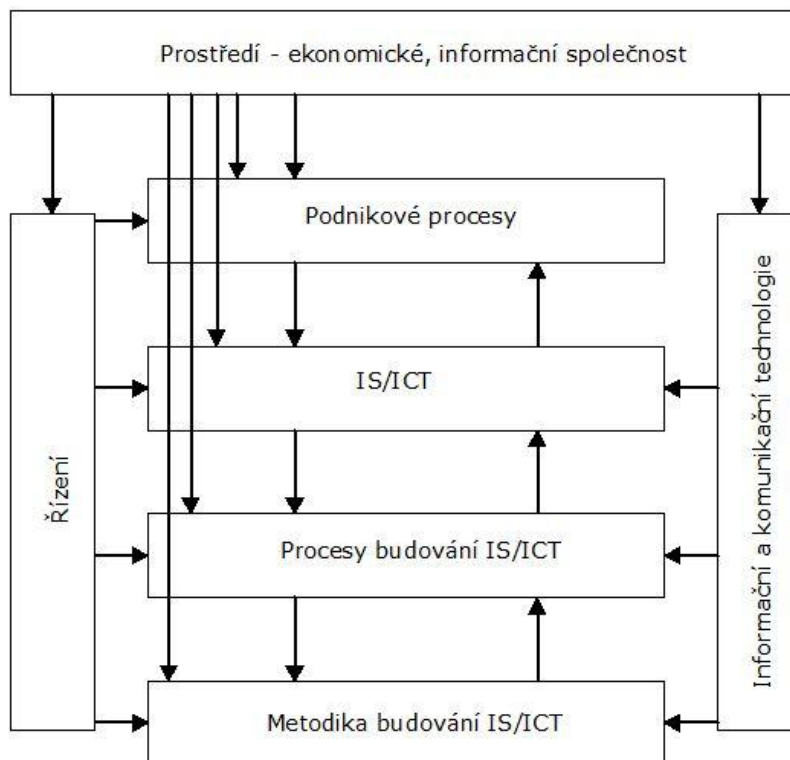 Prostředí - ekonomické, informační společnost
Podnikové procesy
IS/ICT
Procesy budování IS/ICT
Metodika budování IS/ICT
Řízení
Informační a komunikační technologie